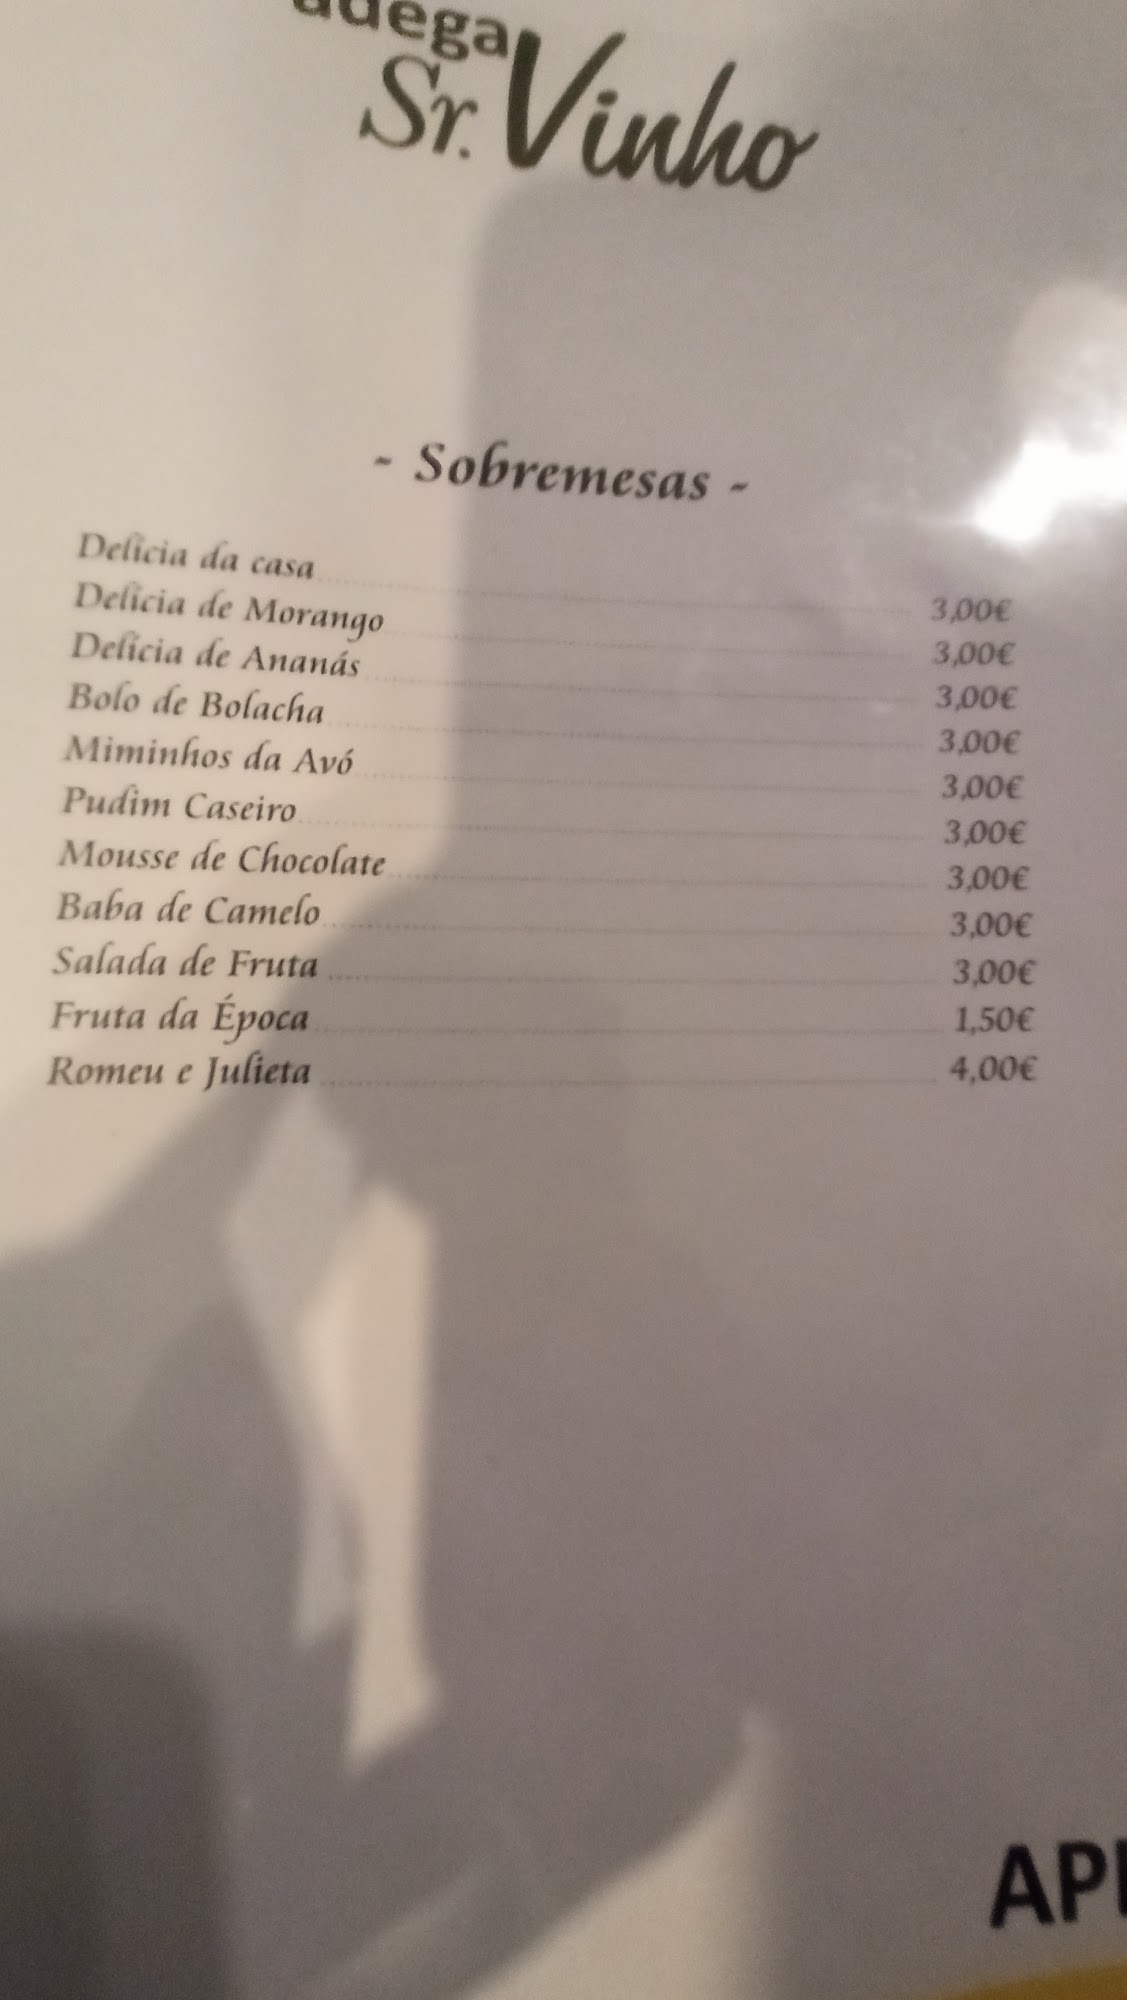 adega
Sr. Vinho
- Sobremesas -
Delícia da casa 3,00€
Delícia de Morango 3,00€
Delícia de Ananás 3,00€
Bolo de Bolacha 3,00€
Miminhos da Avó 3,00€
Pudim Caseiro 3,00€
Mousse de Chocolate 3,00€
Baba de Camelo 3,00€
Salada de Fruta 3,00€
Fruta da Época 1,50€
Romeu e Julieta 4,00€